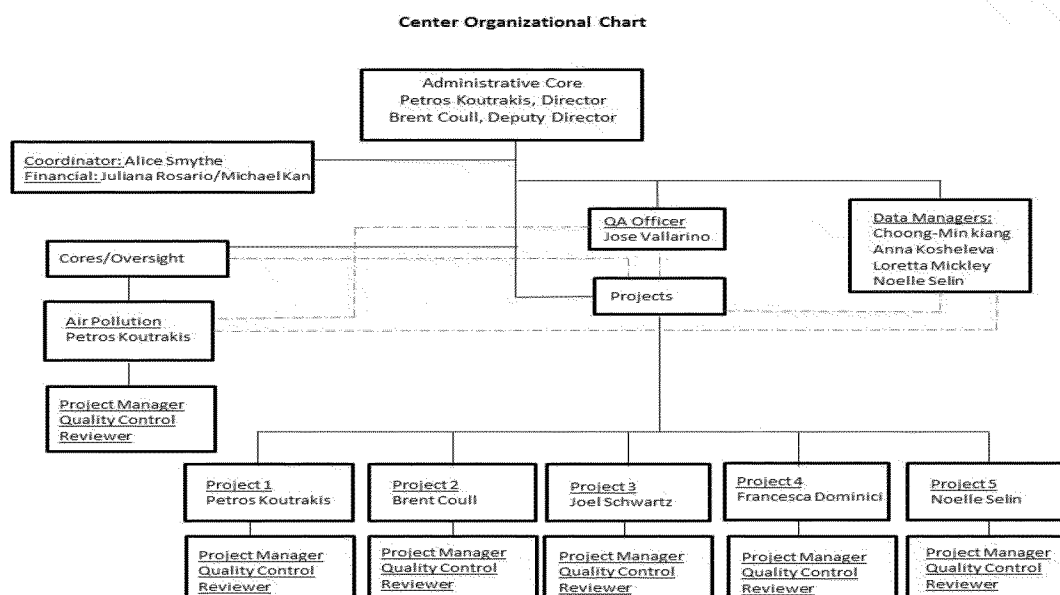 Center Organizational Chart
Administrative Core
Petros Koutrakis, Director
Brent Coull, Deputy Director
Coordinator: Alice Smythe
Financial: Juliana Rosario/Michael Kan
QA Officer
Jose Vallarino
Data Managers:
Choong-Min kiang
Anna Kosheleva
Loretta Mickley
Noelle Selin
Cores/Oversight
Projects
Air Pollution
Petros Koutrakis
Project Manager
Quality Control
Reviewer
Project 1
Petros Koutrakis
Project 2
Brent Coull
Project 3
Joel Schwartz
Project 4
Francesca Dominici
Project 5
Noelle Selin
Project Manager
Quality Control
Reviewer
Project Manager
Quality Control
Reviewer
Project Manager
Quality Control
Reviewer
Project Manager
Quality Control
Reviewer
Project Manager
Quality Control
Reviewer